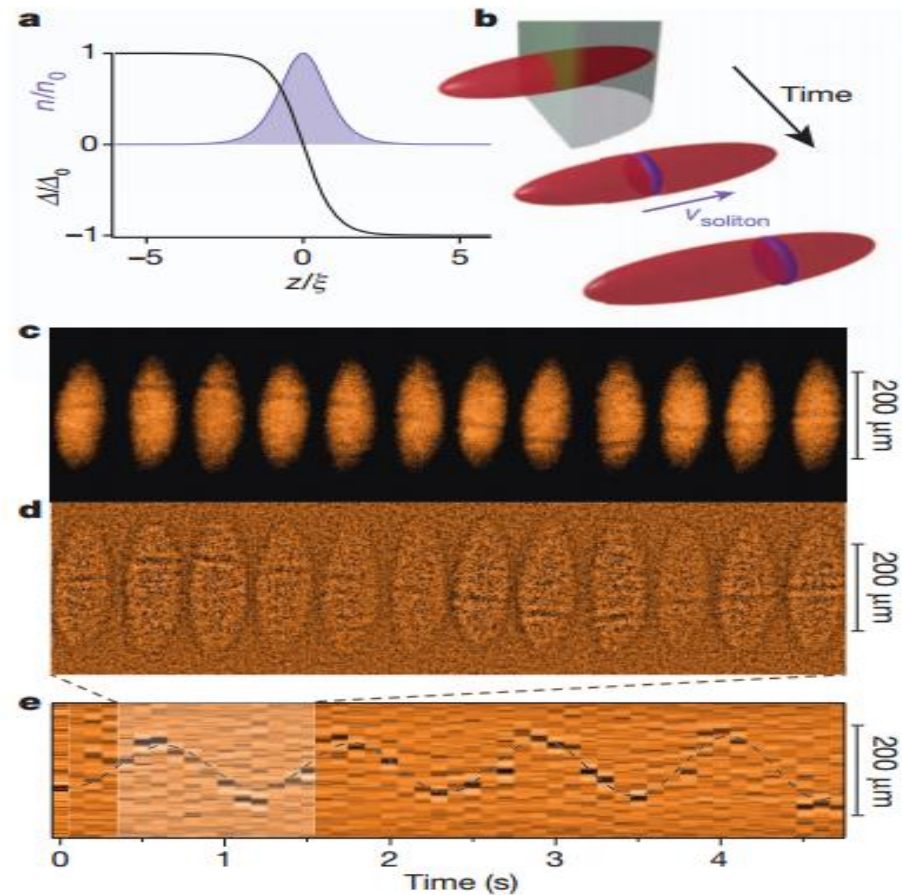 a
n/n₀
Δ/Δ₀
1
0
–1
–5
0
5
z/ξ
b
Time
Vsoliton
c
200 μm
d
200 μm
e
200 μm
0
1
2
3
4
Time (s)